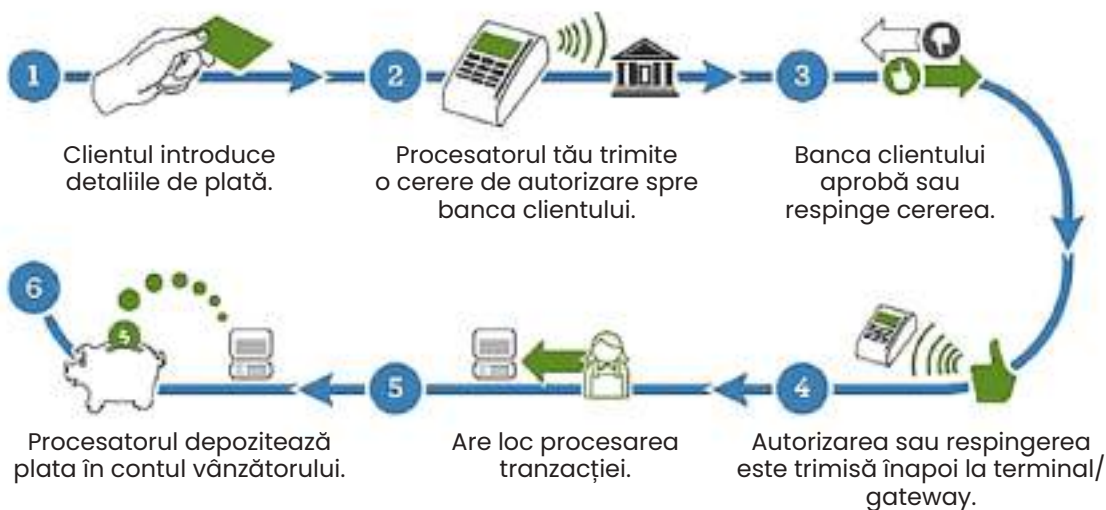 1
Clientul introduce
detaliile de plată.
2
Procesatorul tău trimite
o cerere de autorizare spre
banca clientului.
3
Banca clientului
aprobă sau
respinge cererea.
4
Autorizarea sau respingerea
este trimisă înapoi la terminal/
gateway.
5
Are loc procesarea
tranzacției.
6
$
Procesatorul depozitează
plata în contul vânzătorului.